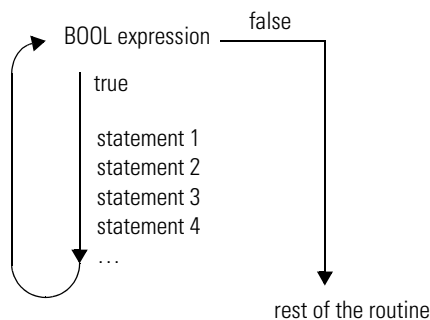 false
BOOL expression
true
statement 1
statement 2
statement 3
statement 4
…
rest of the routine